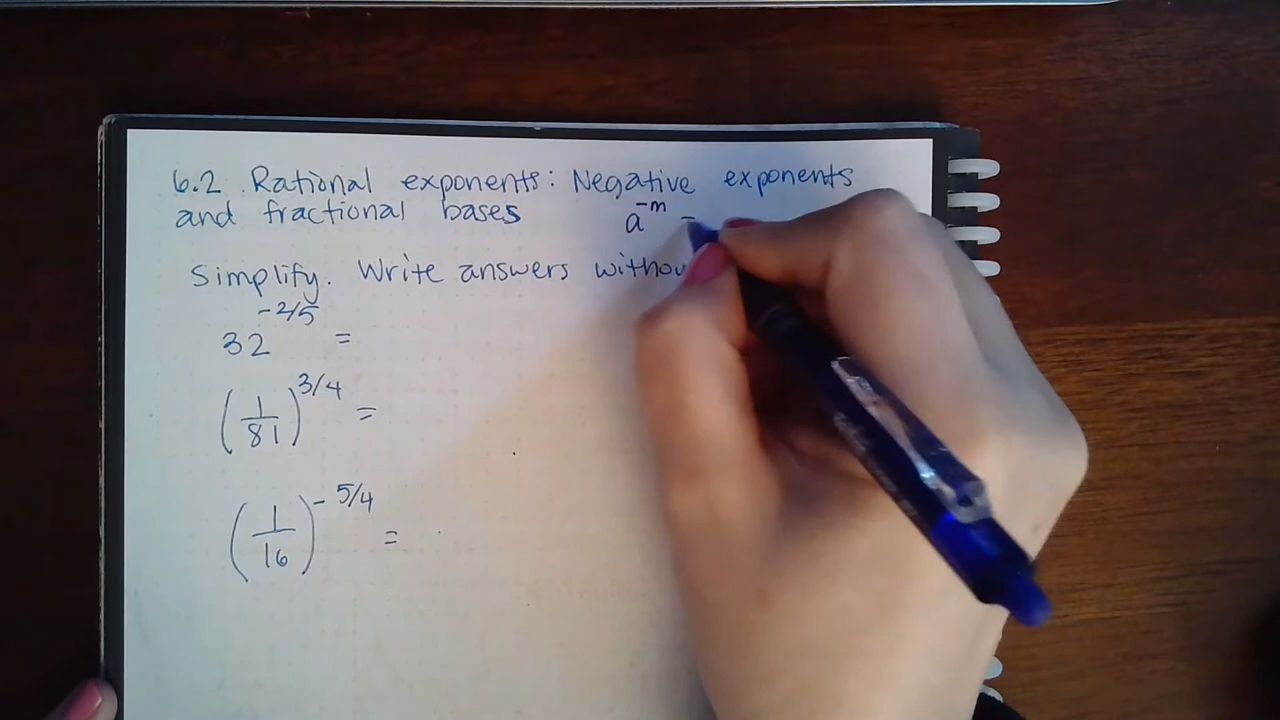 6.2 Rational exponents: Negative exponents
and fractional bases a^-m =
Simplify. Write answers
32^-2/5 =
(1/81)^3/4 =
(1/16)^-5/4 =